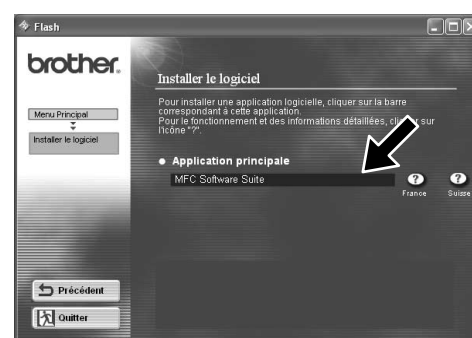 Flash
brother.
Menu Principal
Installer le logiciel
Installer le logiciel
Pour installer une application logicielle, cliquer sur la barre
correspondant à cette application.
Pour le fonctionnement et des informations détaillées, sur
l'icône "?".
Application principale
MFC Software Suite
?
?
France
Suisse
Précédent
Quitter